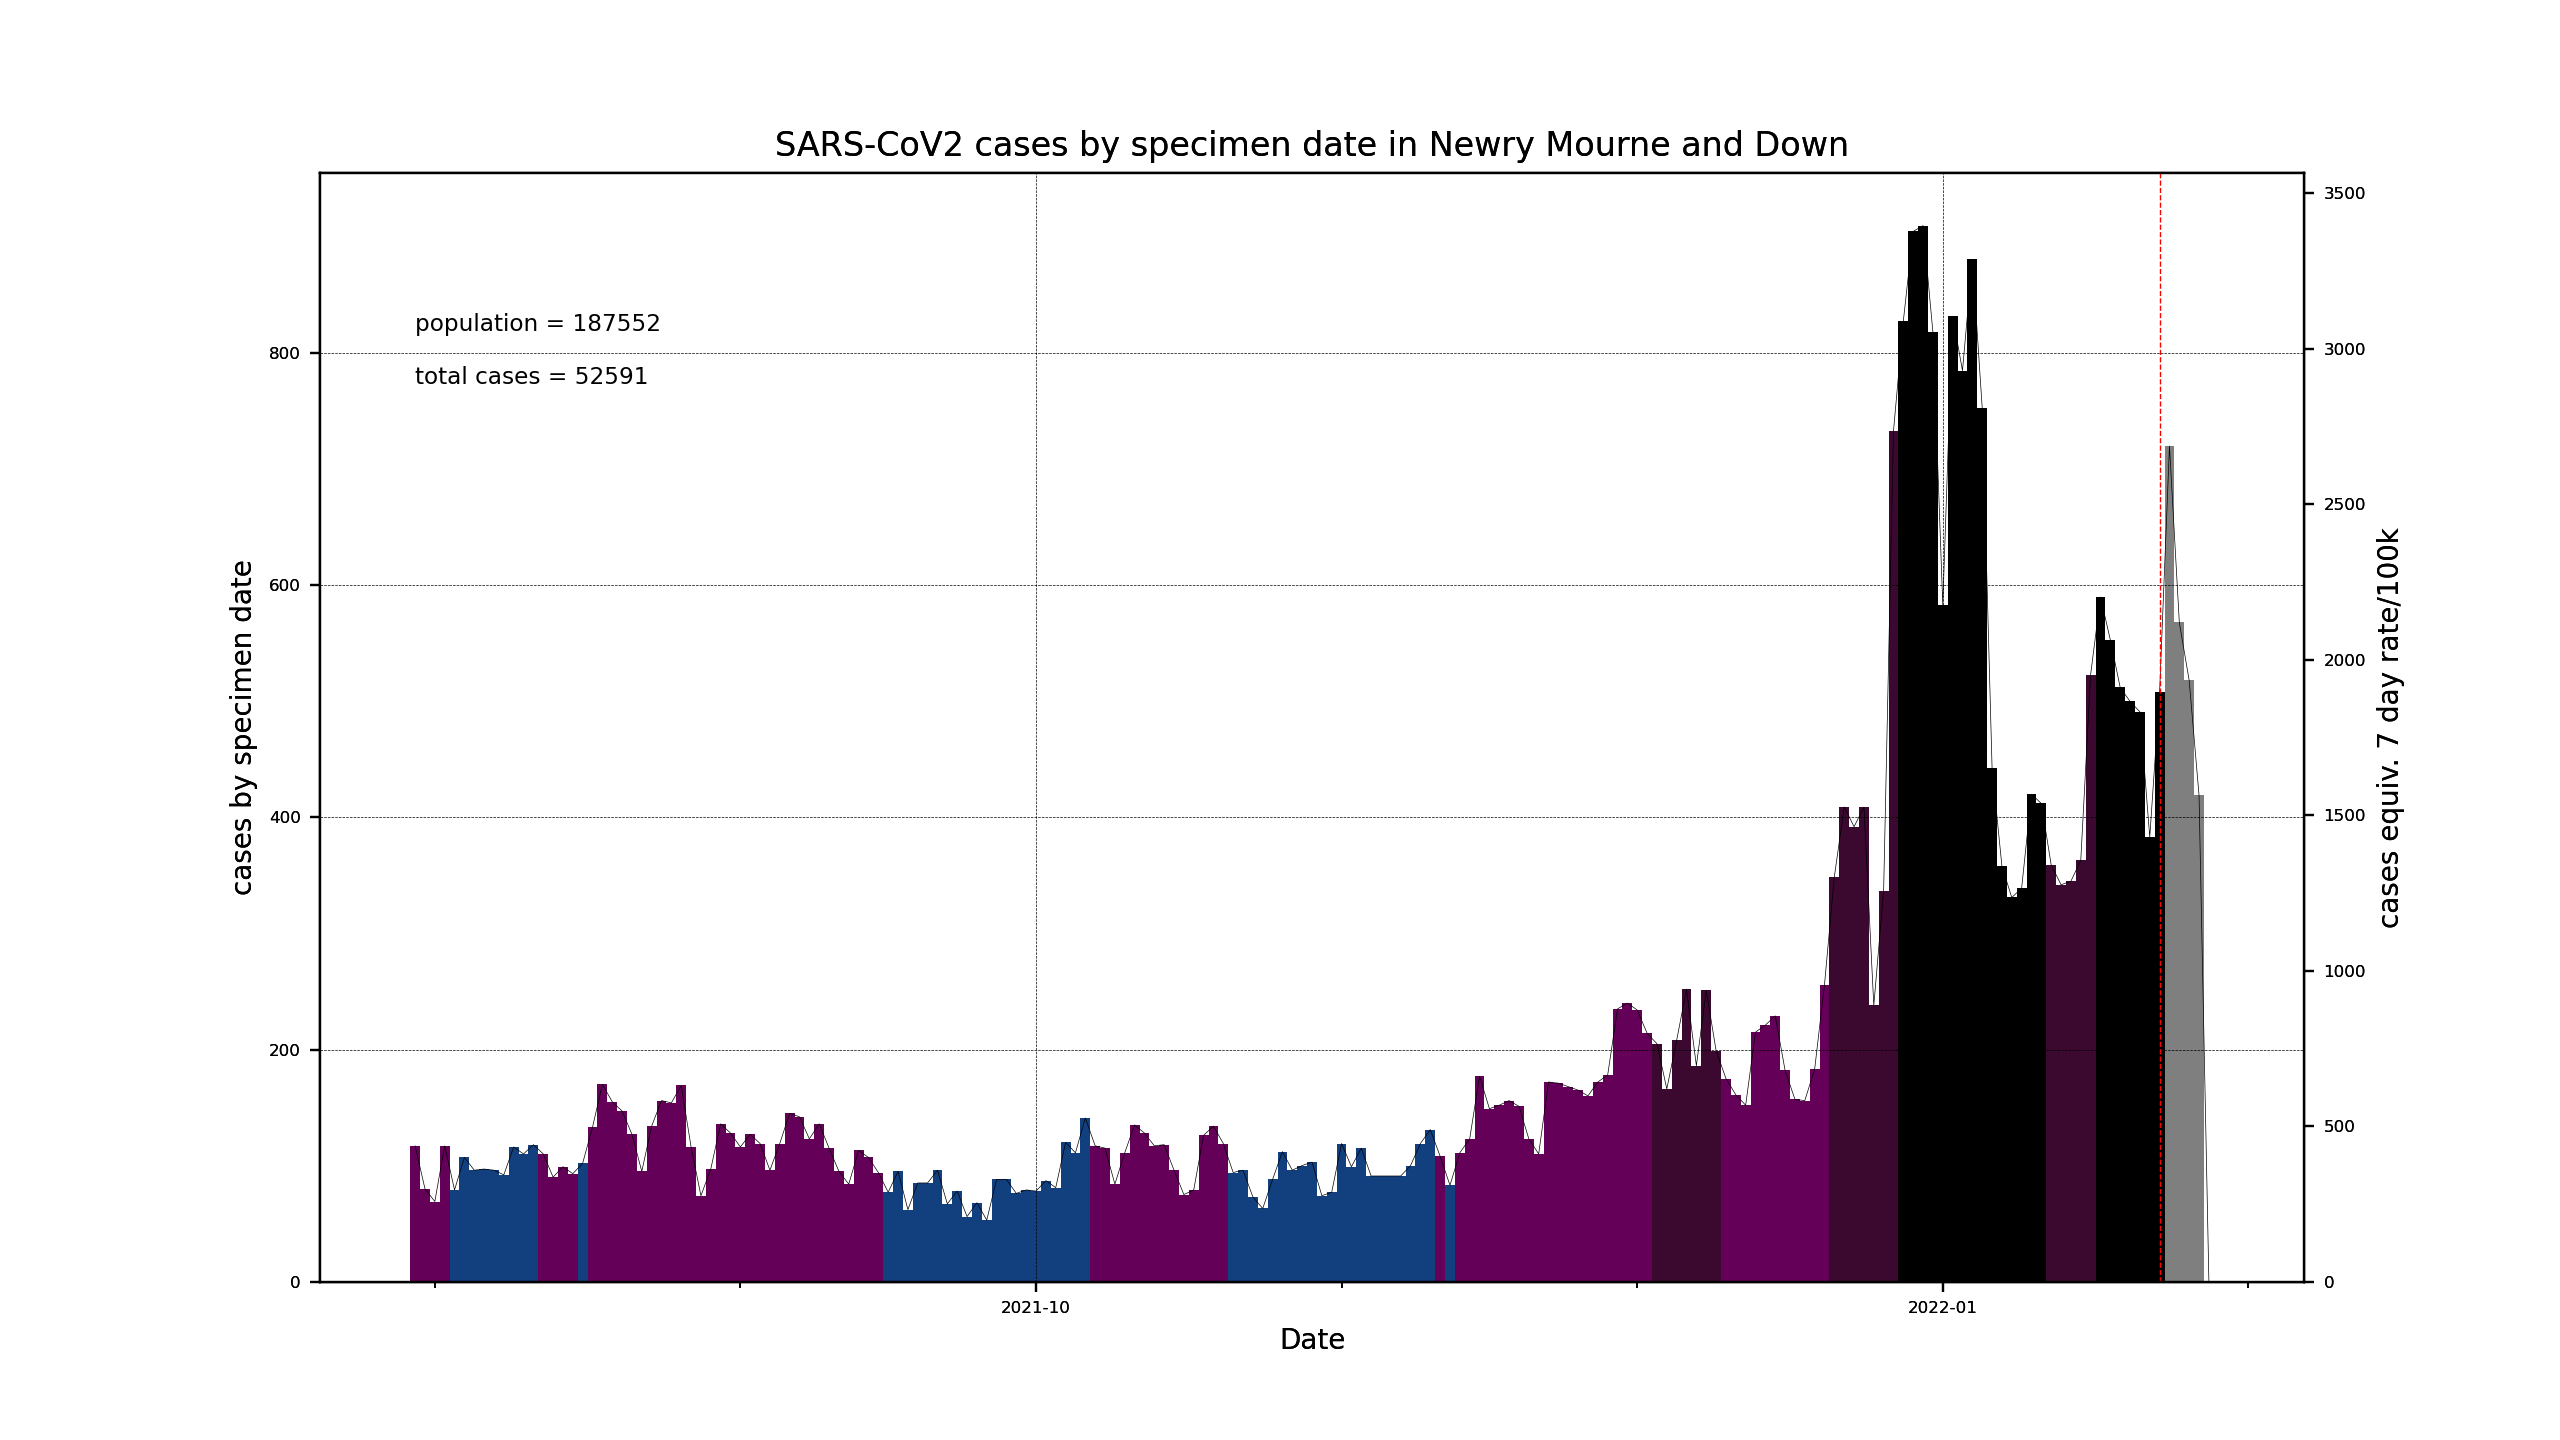 SARS-CoV2 cases by specimen date in Newry Mourne and Down
population = 187552
total cases = 52591
cases by specimen date
800
600
400
200
0
3500
3000
2500
2000
1500
1000
500
0
cases equiv. 7 day rate/100k
2021-10
2022-01
Date